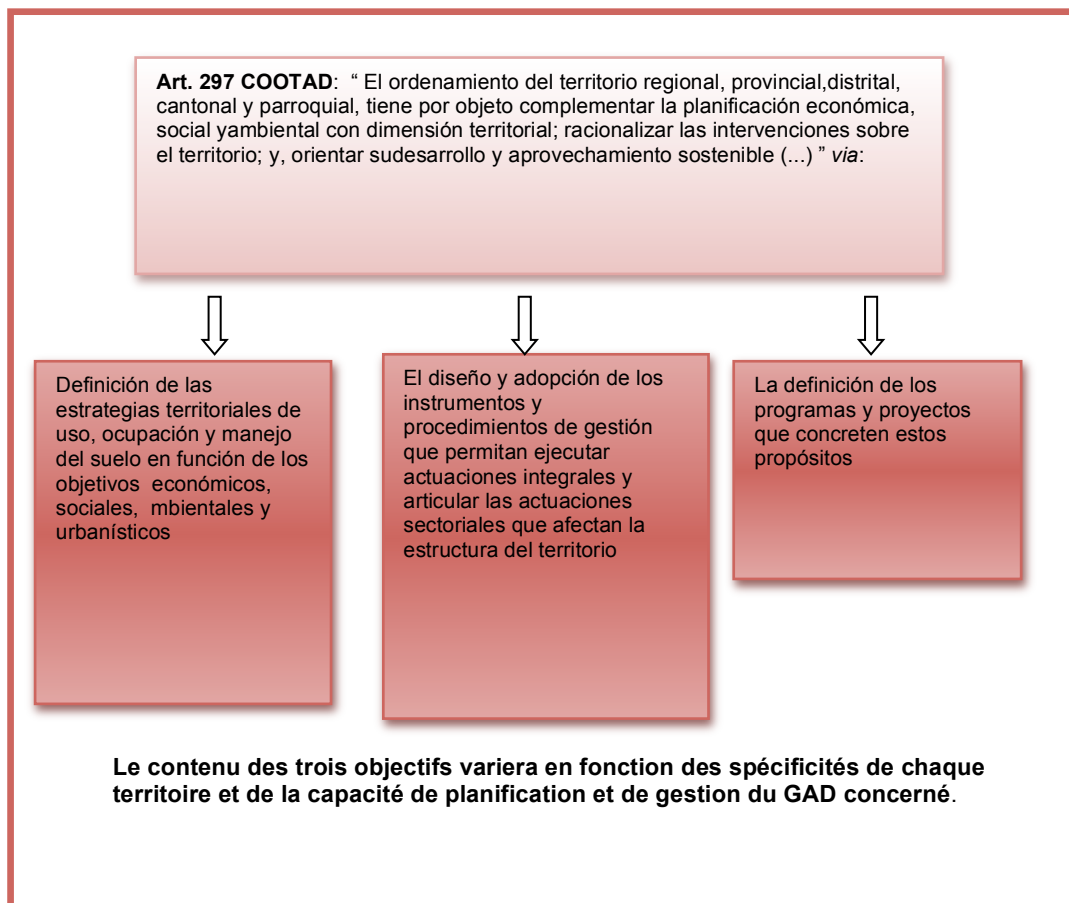 Art. 297 COOTAD: “ El ordenamiento del territorio regional, provincial,distrital,
cantonal y parroquial, tiene por objeto complementar la planificación económica,
social yambiental con dimensión territorial; racionalizar las intervenciones sobre
el territorio; y, orientar sudesarrollo y aprovechamiento sostenible (...) ” via:
Definición de las
estrategias territoriales de
uso, ocupación y manejo
del suelo en función de los
objetivos económicos,
sociales, mbientales y
urbanísticos
El diseño y adopción de los
instrumentos y
procedimientos de gestión
que permitan ejecutar
actuaciones integrales y
articular las actuaciones
sectoriales que afectan la
estructura del territorio
La definición de los
programas y proyectos
que concreten estos
propósitos
Le contenu des trois objectifs variera en fonction des spécificités de chaque
territoire et de la capacité de planification et de gestion du GAD concerné.